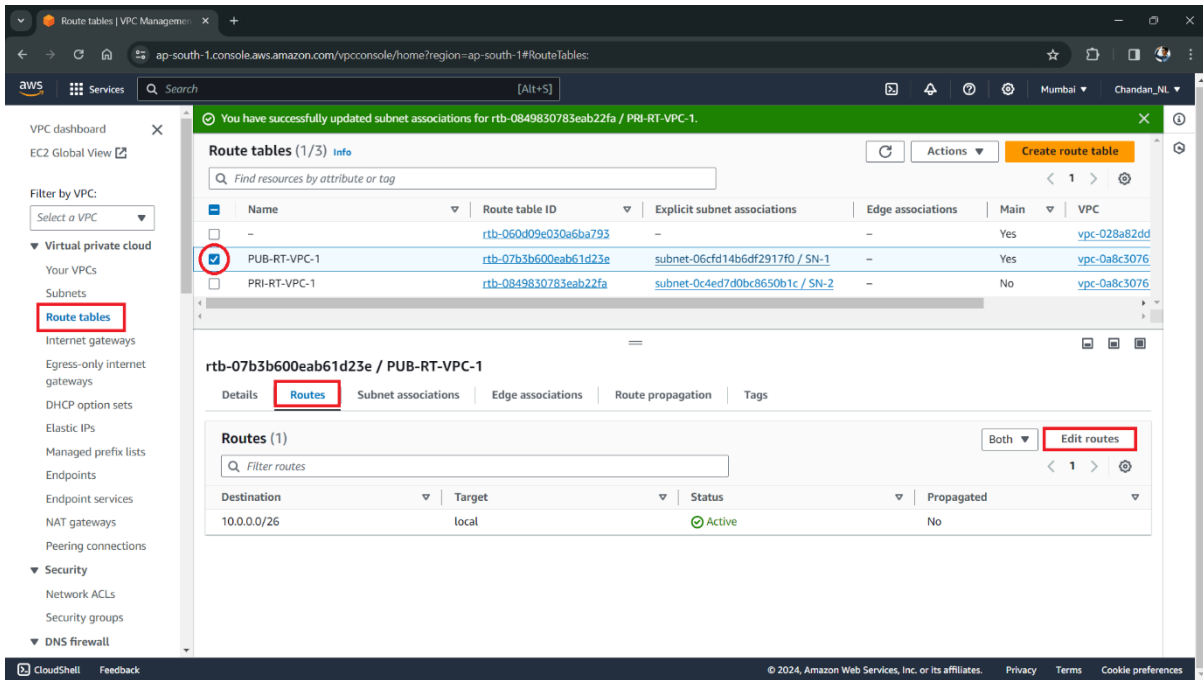 Route tables | VPC Managemen
ap-south-1.console.aws.amazon.com/vpcconsole/home?region=ap-south-1#RouteTables:
aws Services Search [Alt+S] Mumbai Chandan_NL
VPC dashboard
EC2 Global View
Filter by VPC:
Select a VPC
Virtual private cloud
Your VPCs
Subnets
Route tables
Internet gateways
Egress-only internet
gateways
DHCP option sets
Elastic IPs
Managed prefix lists
Endpoints
Endpoint services
NAT gateways
Peering connections
Security
Network ACLs
Security groups
DNS firewall
You have successfully updated subnet associations for rtb-0849830783eab22fa / PRI-RT-VPC-1.
Route tables (1/3) Info Actions Create route table
Find resources by attribute or tag 1
Name Route table ID Explicit subnet associations Edge associations Main VPC
– rtb-060d09e030a6ba793 – – Yes vpc-028a82dd
PUB-RT-VPC-1 rtb-07b3b600eab61d23e subnet-06cfd14b6df2917f0 / SN-1 – Yes vpc-0a8c3076
PRI-RT-VPC-1 rtb-0849830783eab22fa subnet-0c4ed7d0bc8650b1c / SN-2 – No vpc-0a8c3076
rtb-07b3b600eab61d23e / PUB-RT-VPC-1
Details Routes Subnet associations Edge associations Route propagation Tags
Routes (1) Both Edit routes
Filter routes 1
Destination Target Status Propagated
10.0.0.0/26 local Active No
CloudShell Feedback © 2024, Amazon Web Services, Inc. or its affiliates. Privacy Terms Cookie preferences